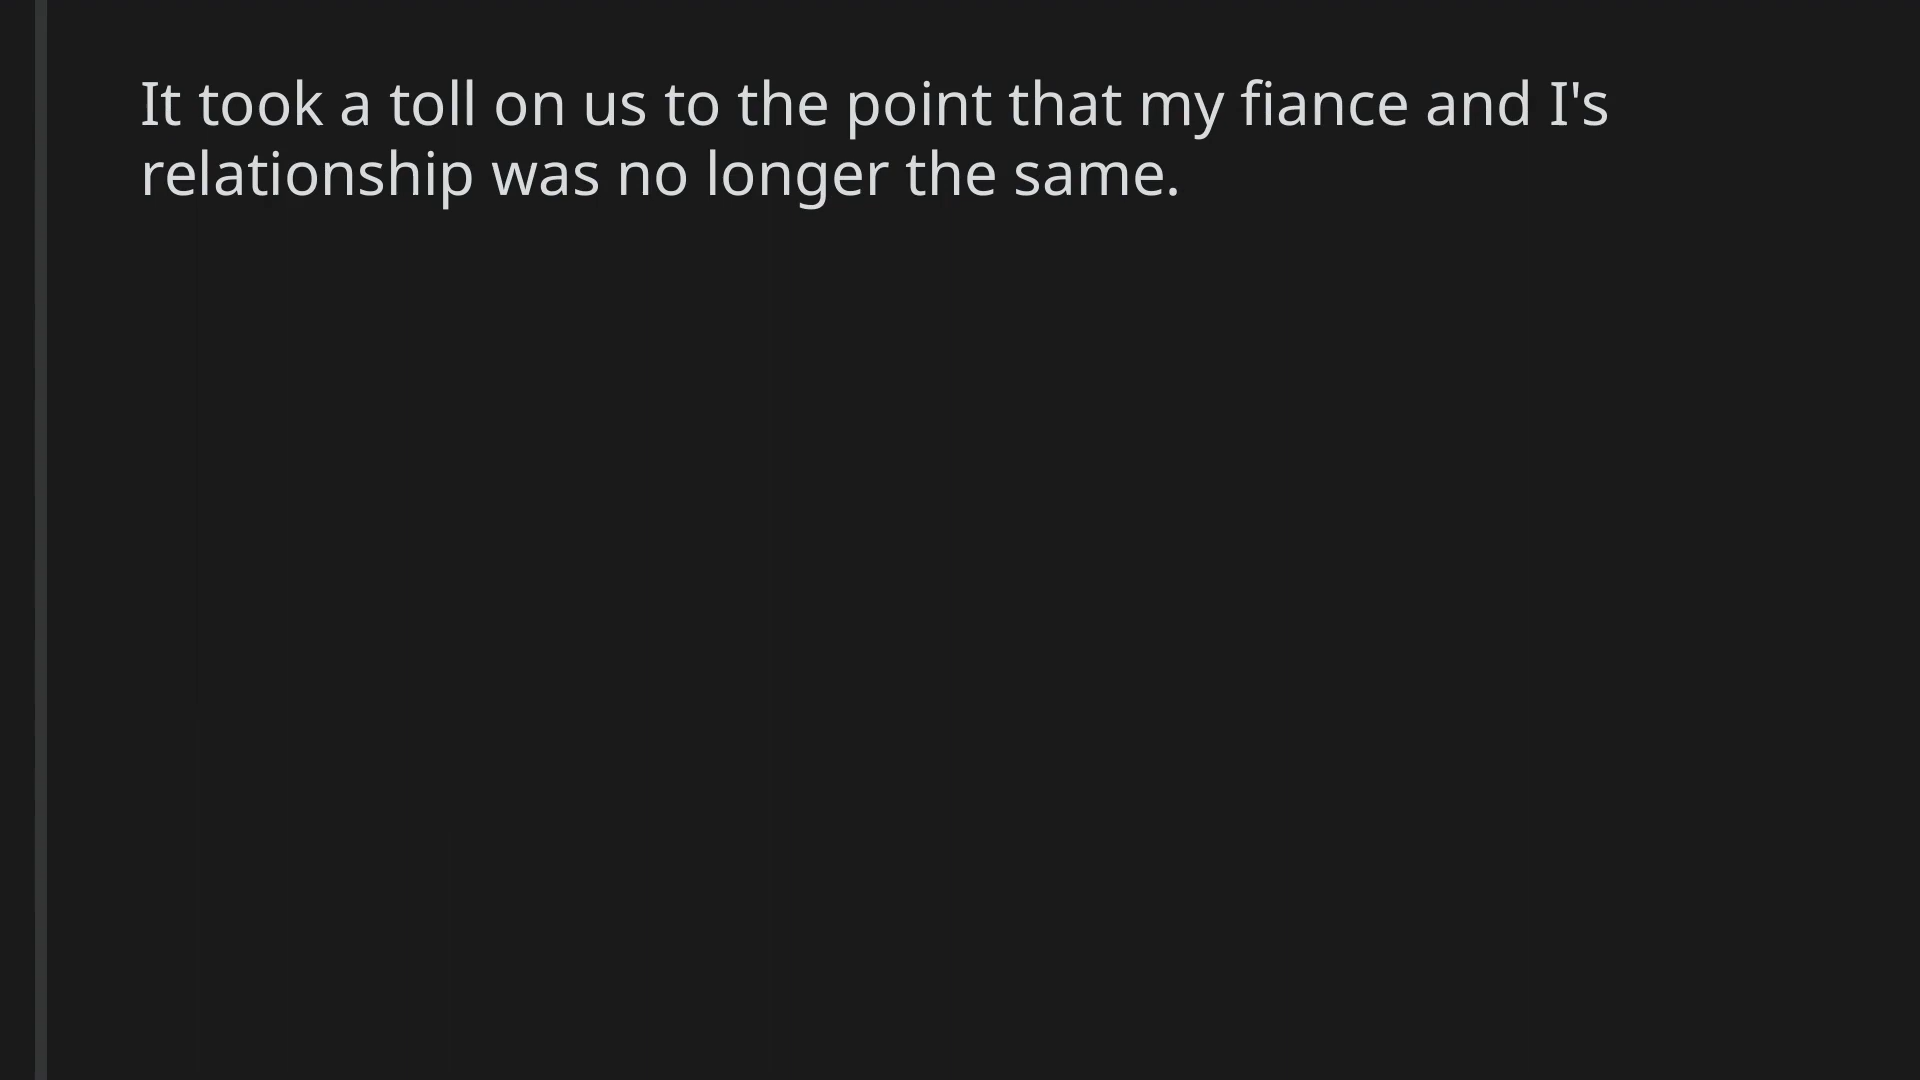 It took a toll on us to the point that my fiance and I's
relationship was no longer the same.